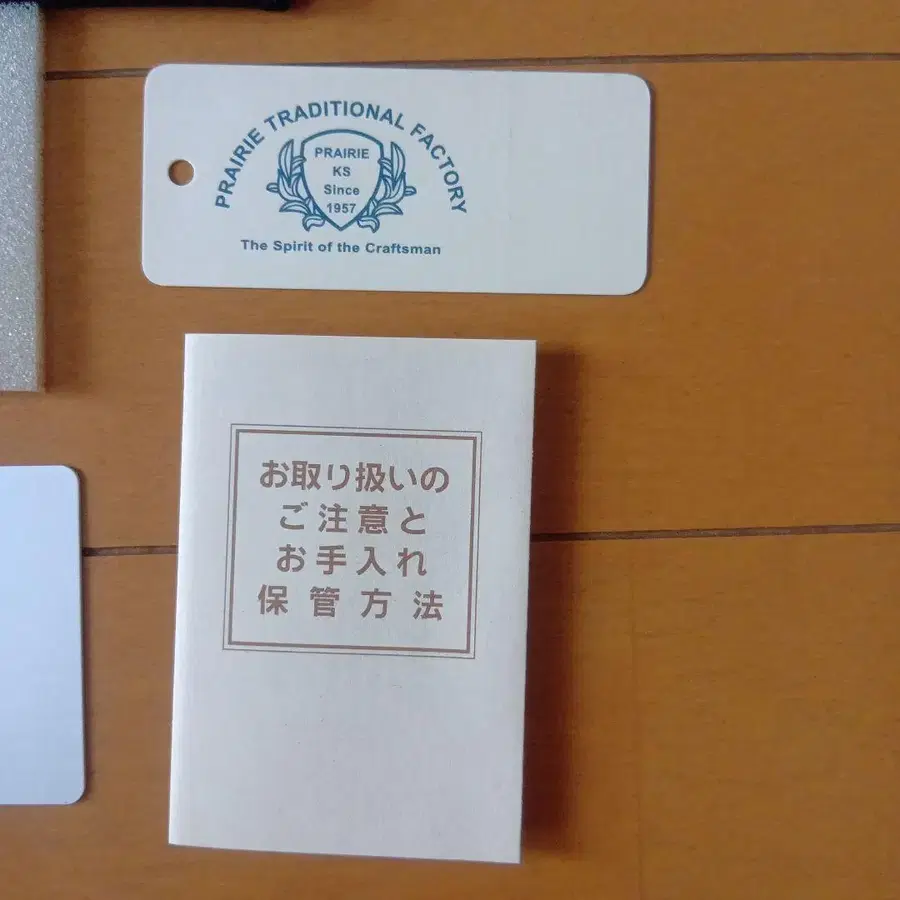 PRAIRIE TRADITIONAL FACTORY
PRAIRIE
KS
Since
1957
The Spirit of the Craftsman
お取り扱いの
ご注意と
お手入れ
保管方法